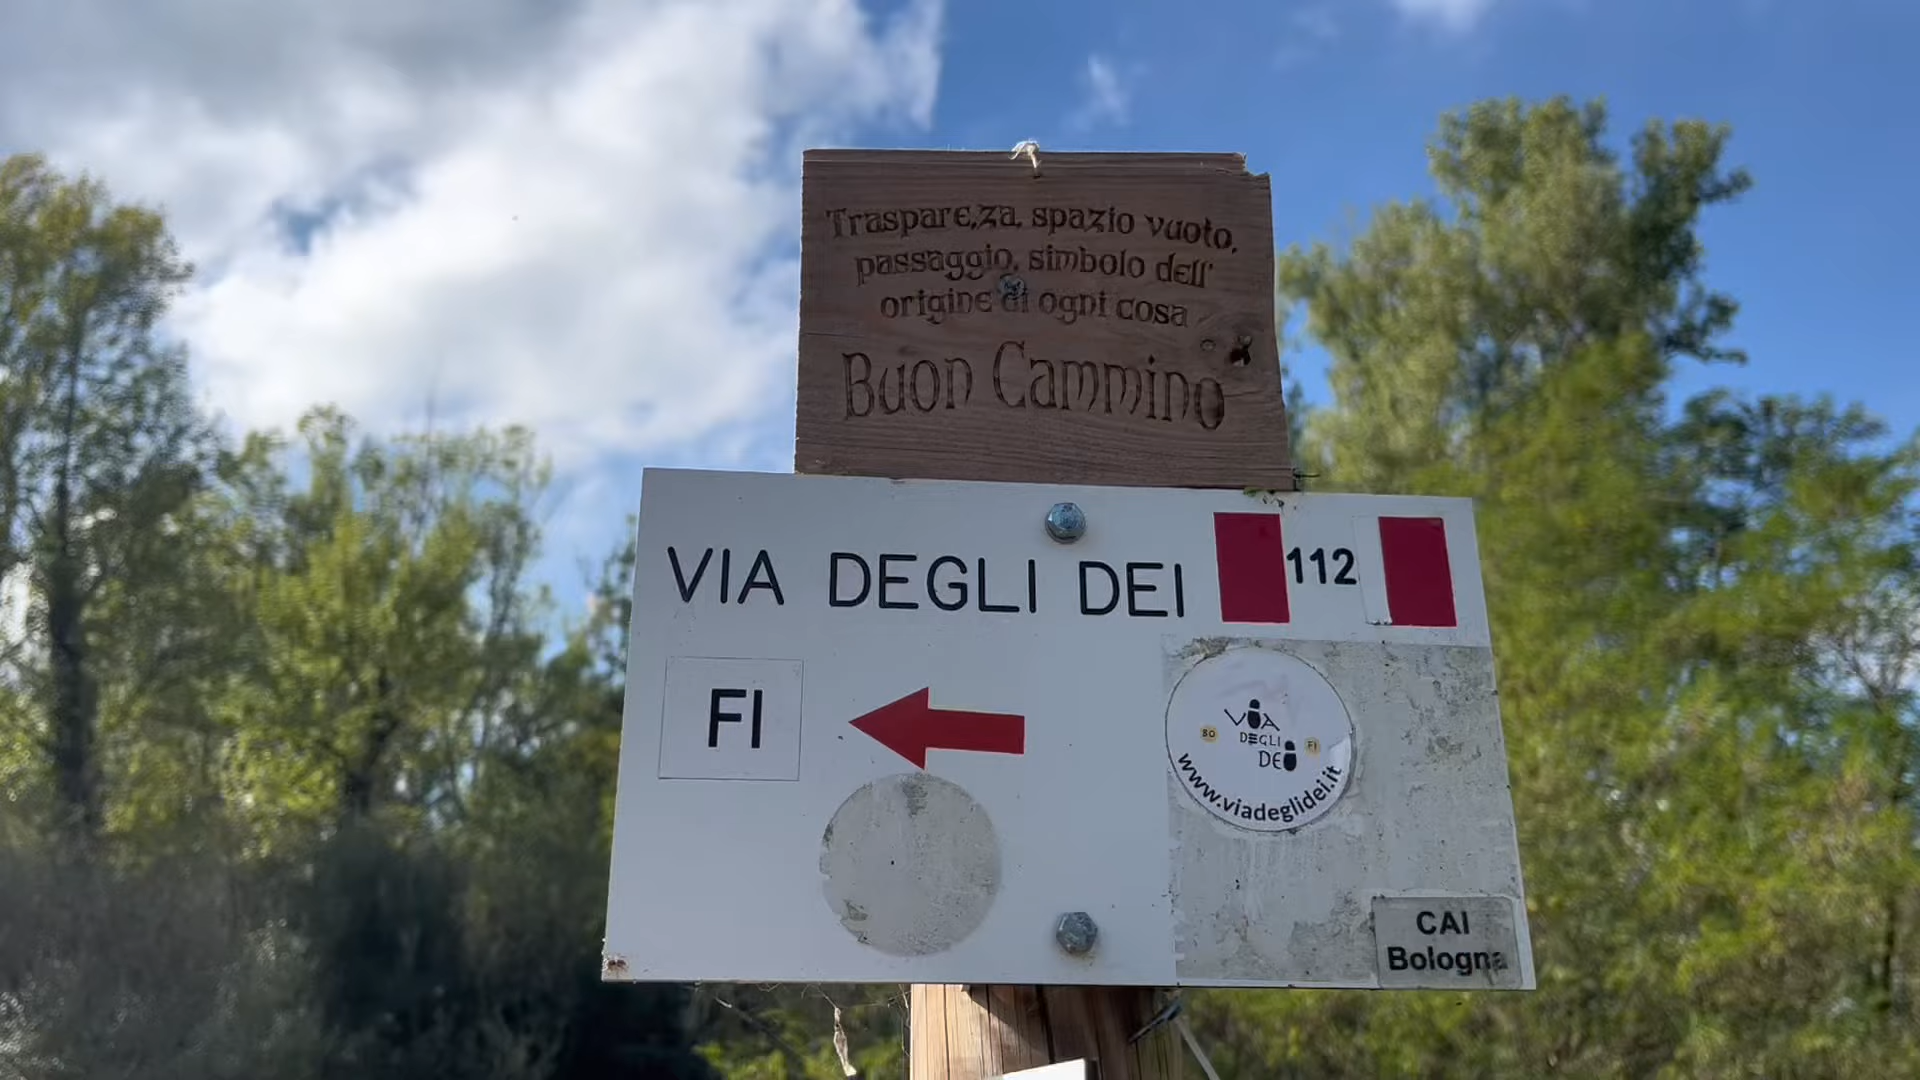 Traspare,za, spazio vuoto,
passaggio, simbolo dell'
origine di ogni cosa
Buon Cammino
VIA DEGLI DEI 112
FI
VIA
DEGLI
DEI
BO
FI
www.viadeglidei.it
CAI
Bologna